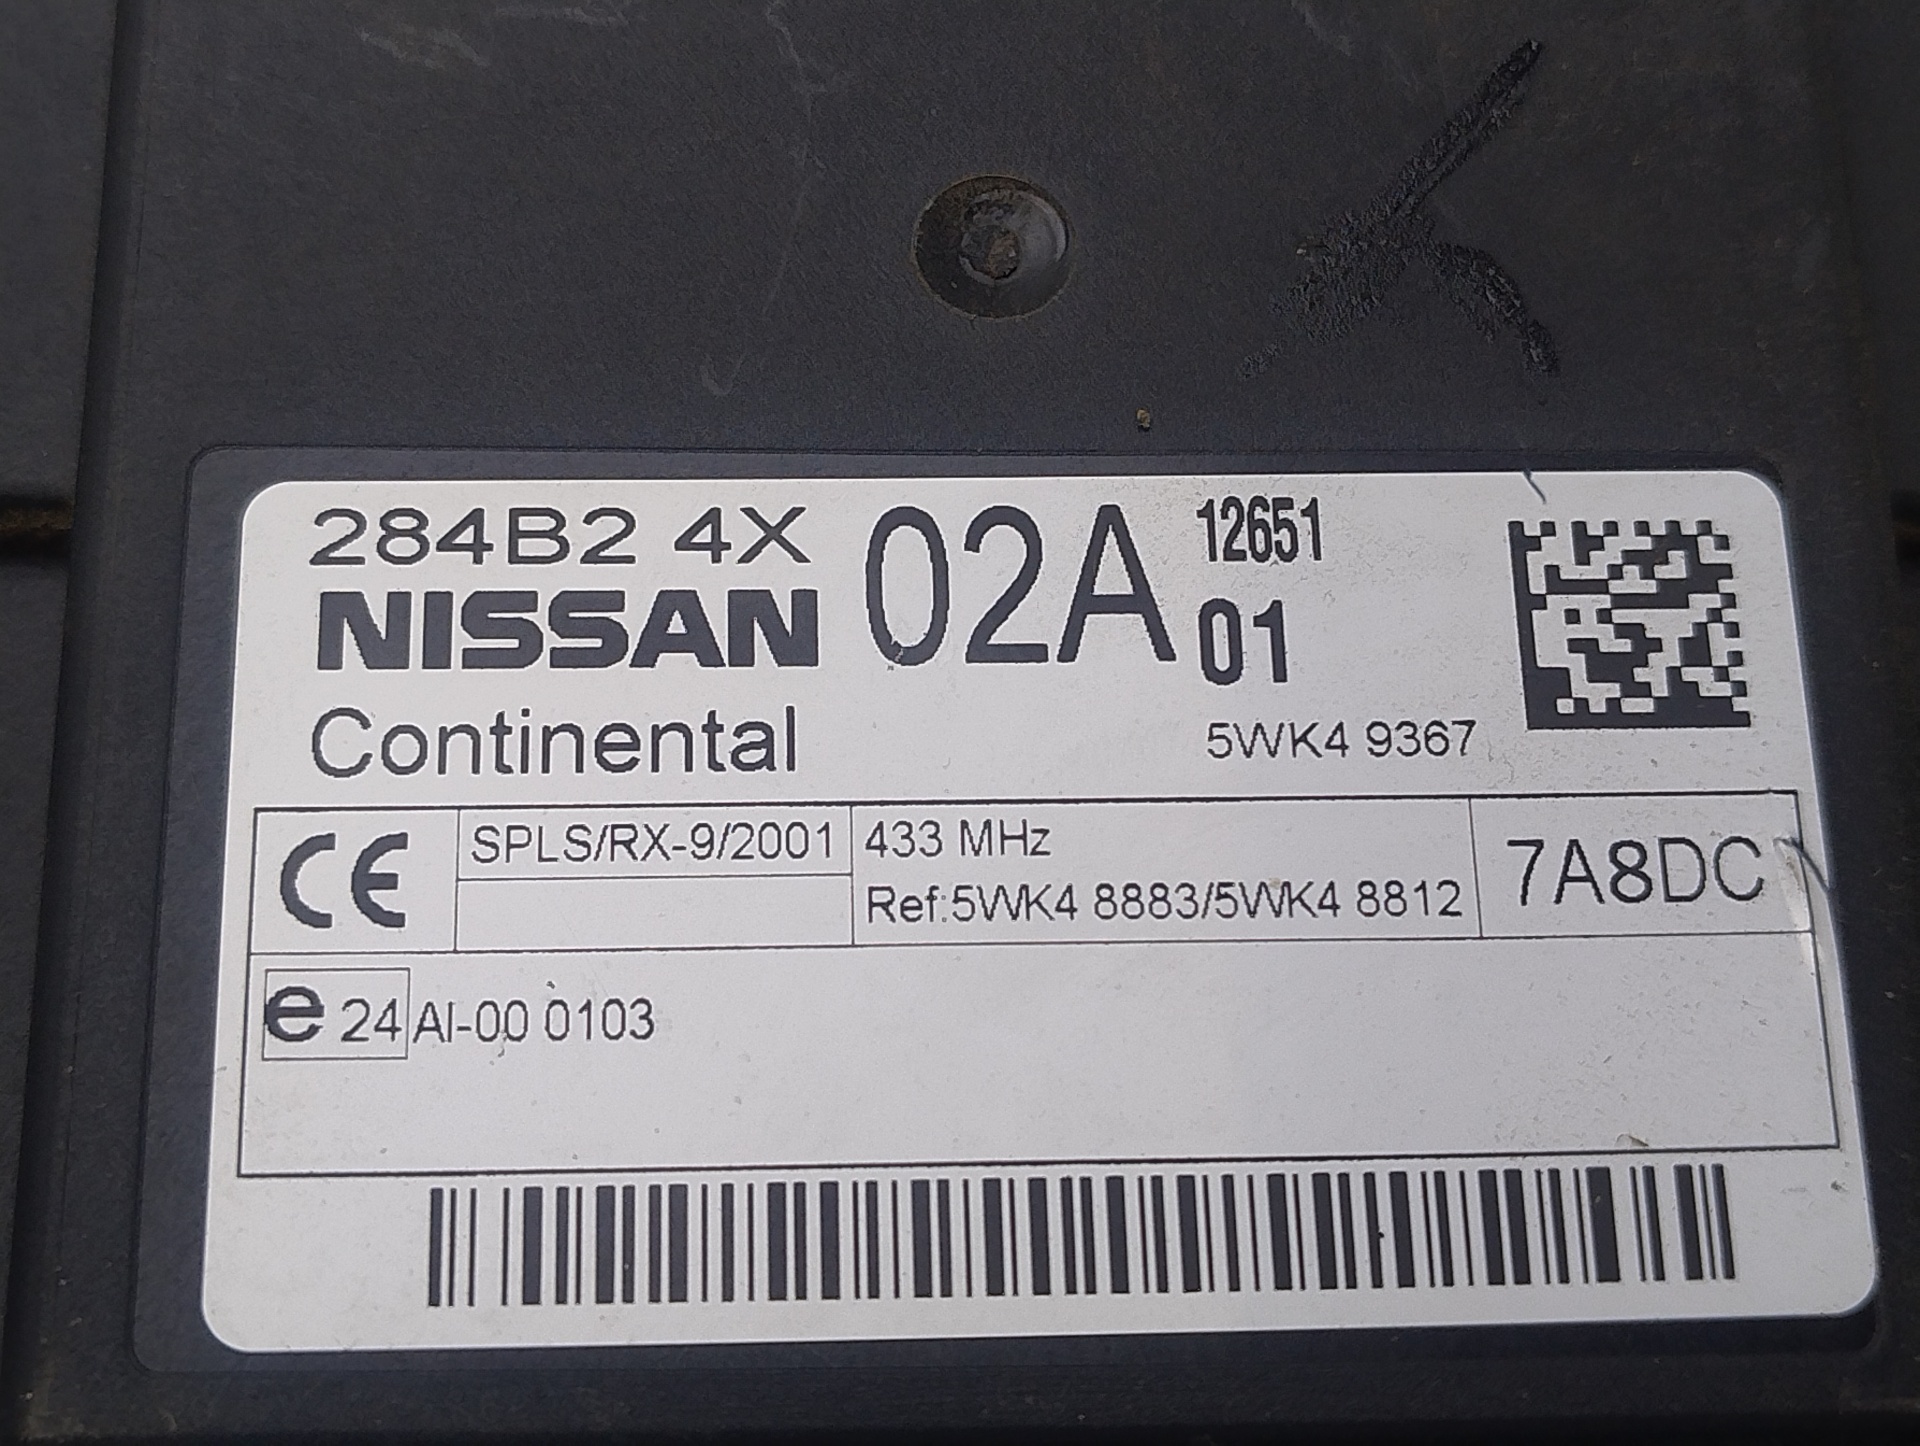 284B2 4X 02A 12651
NISSAN 01
Continental 5WK4 9367
CE SPLS/RX-9/2001 433 MHz 7A8DC
Ref:5WK4 8883/5WK4 8812
e 24 AI-00 0103